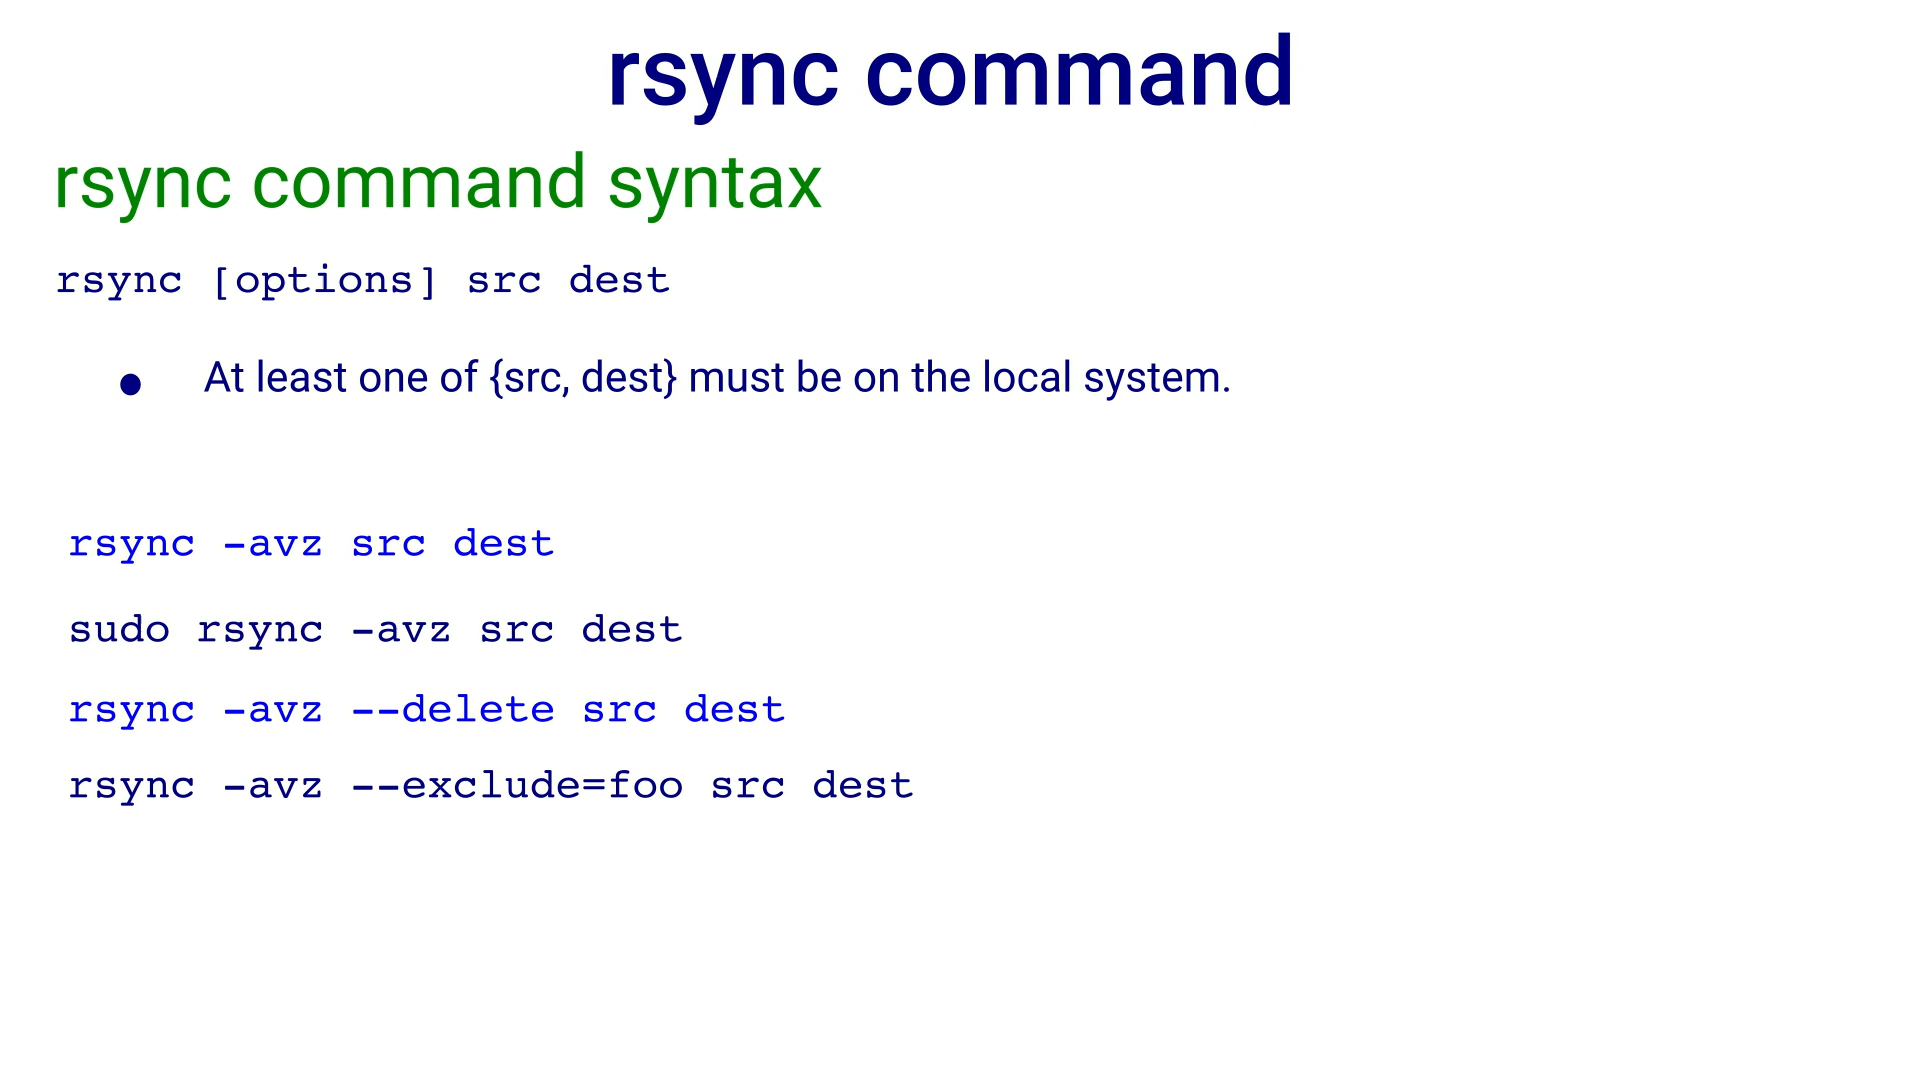 rsync command
rsync command syntax
rsync [options] src dest
● At least one of {src, dest} must be on the local system.
rsync -avz src dest
sudo rsync -avz src dest
rsync -avz --delete src dest
rsync -avz --exclude=foo src dest